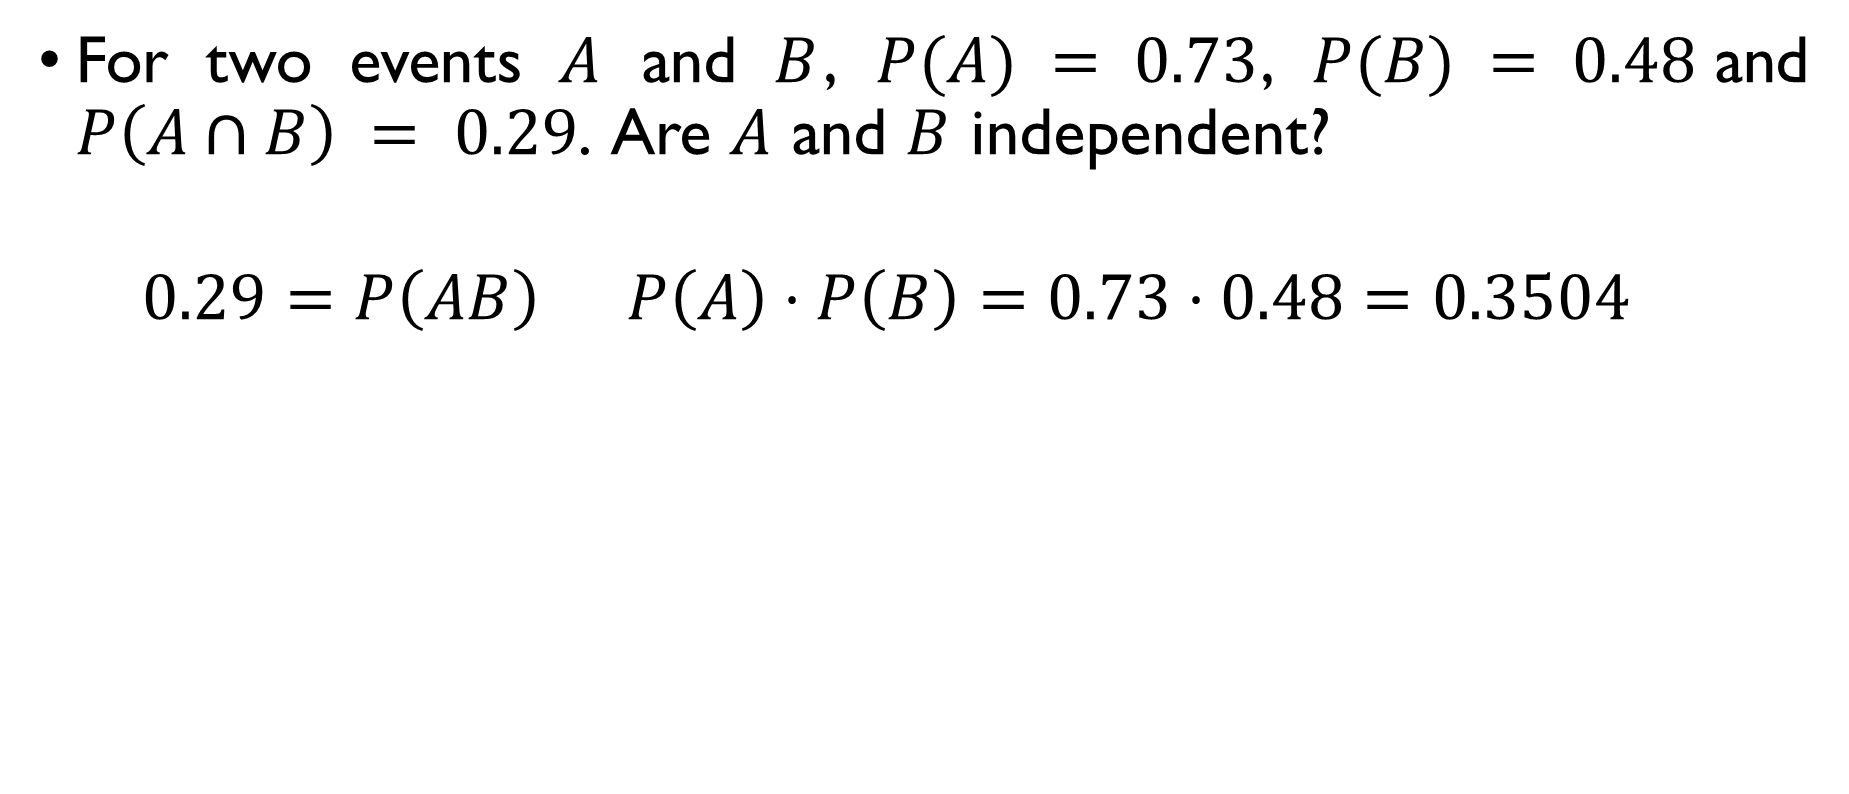 • For two events A and B, P(A) = 0.73, P(B) = 0.48 and
P(A ∩ B) = 0.29. Are A and B independent?
0.29 = P(AB) P(A) · P(B) = 0.73 · 0.48 = 0.3504